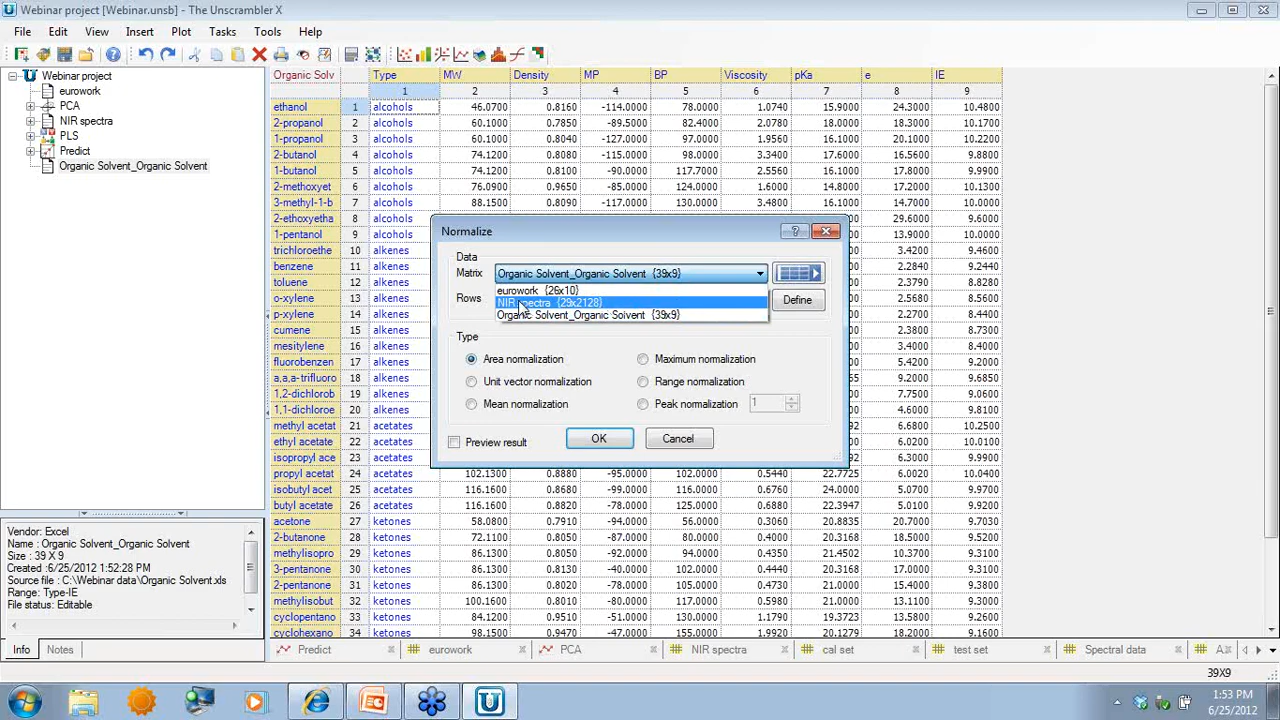 Webinar project [Webinar.unsb] - The Unscrambler X
File Edit View Insert Plot Tasks Tools Help
Webinar project
eurowork
PCA
NIR spectra
PLS
Predict
Organic Solvent_Organic Solvent
Organic Solv Type MW Density MP BP Viscosity pKa e IE
1 2 3 4 5 6 7 8 9
ethanol 1 alcohols 46.0700 0.8160 -114.0000 78.0000 1.0740 15.9000 24.3000 10.4800
2-propanol 2 alcohols 60.1000 0.7850 -89.5000 82.4000 2.0780 18.0000 18.3000 10.1700
1-propanol 3 alcohols 60.1000 0.8040 -127.0000 97.0000 1.9560 16.1000 20.1000 10.2200
2-butanol 4 alcohols 74.1200 0.8080 -115.0000 98.0000 3.3400 17.6000 16.5600 9.8800
1-butanol 5 alcohols 74.1200 0.8100 -90.0000 117.7000 2.5560 16.1000 17.8000 9.9900
2-methoxyet 6 alcohols 76.0900 0.9650 -85.0000 124.0000 1.6000 14.8000 17.2000 10.1300
3-methyl-1-b 7 alcohols 88.1500 0.8090 -117.0000 130.0000 3.4800 16.1000 14.7000 10.0000
2-ethoxyetha 8 alcohols 29.6000 9.6000
1-pentanol 9 alcohols 13.9000 10.0000
trichloroethe 10 alkenes 3.4200 9.4500
benzene 11 alkenes 2.2840 9.2440
toluene 12 alkenes 2.3790 8.8280
o-xylene 13 alkenes 2.5680 8.5600
p-xylene 14 alkenes 2.2700 8.4400
cumene 15 alkenes 2.3800 8.7300
mesitylene 16 alkenes 3.4000 8.4000
fluorobenzen 17 alkenes 5.4200 9.2000
a,a,a-trifluoro 18 alkenes 9.2000 9.6850
1,2-dichlorob 19 alkenes 7.7500 9.0600
1,1-dichloroe 20 alkenes 4.6000 9.8100
methyl acetat 21 acetates 6.6800 10.2500
ethyl acetate 22 acetates 6.0200 10.0100
isopropyl ace 23 acetates 6.3000 9.9900
propyl acetat 24 acetates 102.1300 0.8880 -95.0000 102.0000 0.5440 22.7725 6.0020 10.0400
isobutyl acet 25 acetates 116.1600 0.8680 -99.0000 116.0000 0.6760 24.0000 5.0700 9.9700
butyl acetate 26 acetates 116.1600 0.8820 -78.0000 125.0000 0.6850 22.3947 5.0100 9.9100
acetone 27 ketones 58.0800 0.7910 -94.0000 56.0000 0.3060 20.8835 20.7000 9.7030
2-butanone 28 ketones 72.1100 0.8050 -87.0000 80.0000 0.4050 20.3168 18.5000 9.5200
methylisopro 29 ketones 86.1300 0.8050 -92.0000 94.0000 0.4630 21.4502 10.3700 9.3100
3-pentanone 30 ketones 86.1300 0.8130 -40.0000 102.0000 0.4440 20.1468 17.0000 9.3100
2-pentanone 31 ketones 86.1300 0.8020 -78.0000 105.0000 0.4730 21.0000 15.4000 9.3800
methylisobut 32 ketones 100.1600 0.8010 -80.0000 117.0000 0.5980 21.0000 13.1100 9.3000
cyclopentano 33 ketones 84.1200 0.9510 -51.0000 130.0000 1.1790 19.3723 13.5800 9.2500
cyclohexano 34 ketones 98.1500 0.9470 -47.0000 155.0000 1.9920 20.1279 18.2000 9.1600
Normalize
Data
Matrix Organic Solvent_Organic Solvent {39x9}
eurowork {26x10}
Rows NIR spectra {29x2128}
Define
Organic Solvent_Organic Solvent {39x9}
Type
Area normalization Maximum normalization
Unit vector normalization Range normalization
Mean normalization Peak normalization 1
Preview result OK Cancel
Vendor: Excel
Name : Organic Solvent_Organic Solvent
Size : 39 X 9
Created :6/25/2012 1:52:28 PM
Source file : C:\Webinar data\Organic Solvent.xls
Range: Type-IE
File status: Editable
Info Notes
Predict eurowork PCA NIR spectra cal set test set Spectral data A
39X9
1:53 PM
6/25/2012